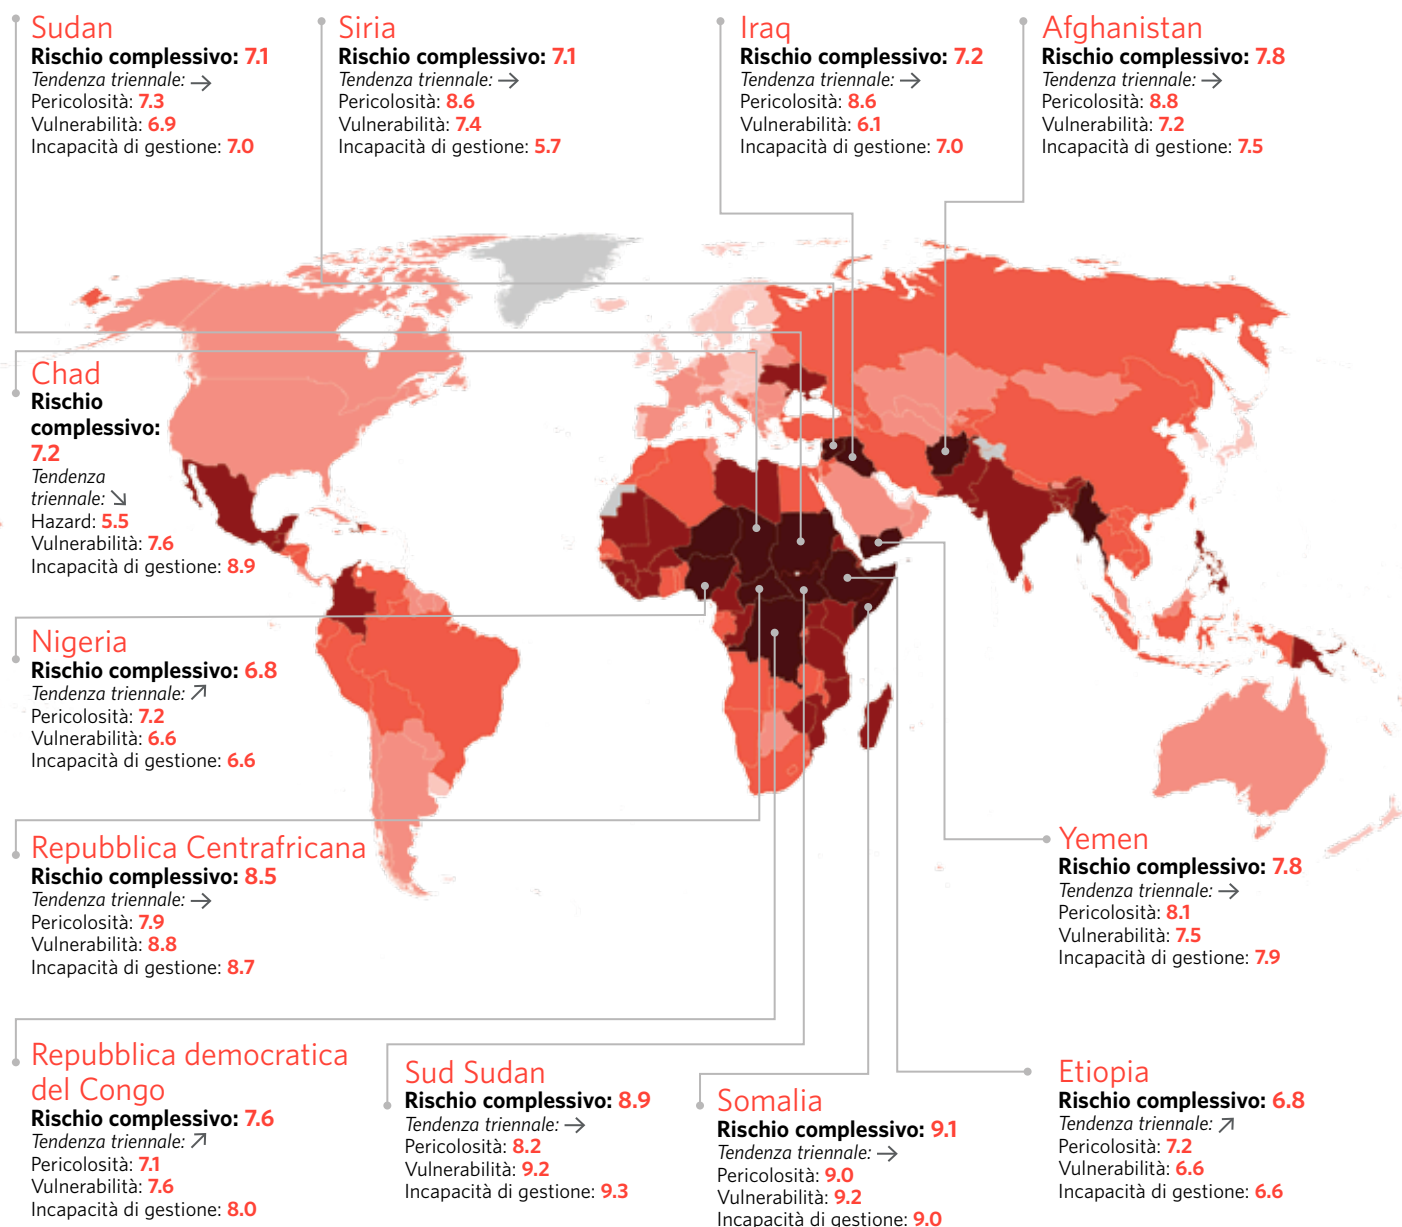 Sudan
Rischio complessivo: 7.1
Tendenza triennale: →
Pericolosità: 7.3
Vulnerabilità: 6.9
Incapacità di gestione: 7.0
Siria
Rischio complessivo: 7.1
Tendenza triennale: →
Pericolosità: 8.6
Vulnerabilità: 7.4
Incapacità di gestione: 5.7
Iraq
Rischio complessivo: 7.2
Tendenza triennale: →
Pericolosità: 8.6
Vulnerabilità: 6.1
Incapacità di gestione: 7.0
Afghanistan
Rischio complessivo: 7.8
Tendenza triennale: →
Pericolosità: 8.8
Vulnerabilità: 7.2
Incapacità di gestione: 7.5
Chad
Rischio
complessivo:
7.2
Tendenza
triennale: ↘
Hazard: 5.5
Vulnerabilità: 7.6
Incapacità di gestione: 8.9
Nigeria
Rischio complessivo: 6.8
Tendenza triennale: ↗
Pericolosità: 7.2
Vulnerabilità: 6.6
Incapacità di gestione: 6.6
Repubblica Centrafricana
Rischio complessivo: 8.5
Tendenza triennale: →
Pericolosità: 7.9
Vulnerabilità: 8.8
Incapacità di gestione: 8.7
Yemen
Rischio complessivo: 7.8
Tendenza triennale: →
Pericolosità: 8.1
Vulnerabilità: 7.5
Incapacità di gestione: 7.9
Repubblica democratica
del Congo
Rischio complessivo: 7.6
Tendenza triennale: ↗
Pericolosità: 7.1
Vulnerabilità: 7.6
Incapacità di gestione: 8.0
Sud Sudan
Rischio complessivo: 8.9
Tendenza triennale: →
Pericolosità: 8.2
Vulnerabilità: 9.2
Incapacità di gestione: 9.3
Somalia
Rischio complessivo: 9.1
Tendenza triennale: →
Pericolosità: 9.0
Vulnerabilità: 9.2
Incapacità di gestione: 9.0
Etiopia
Rischio complessivo: 6.8
Tendenza triennale: ↗
Pericolosità: 7.2
Vulnerabilità: 6.6
Incapacità di gestione: 6.6